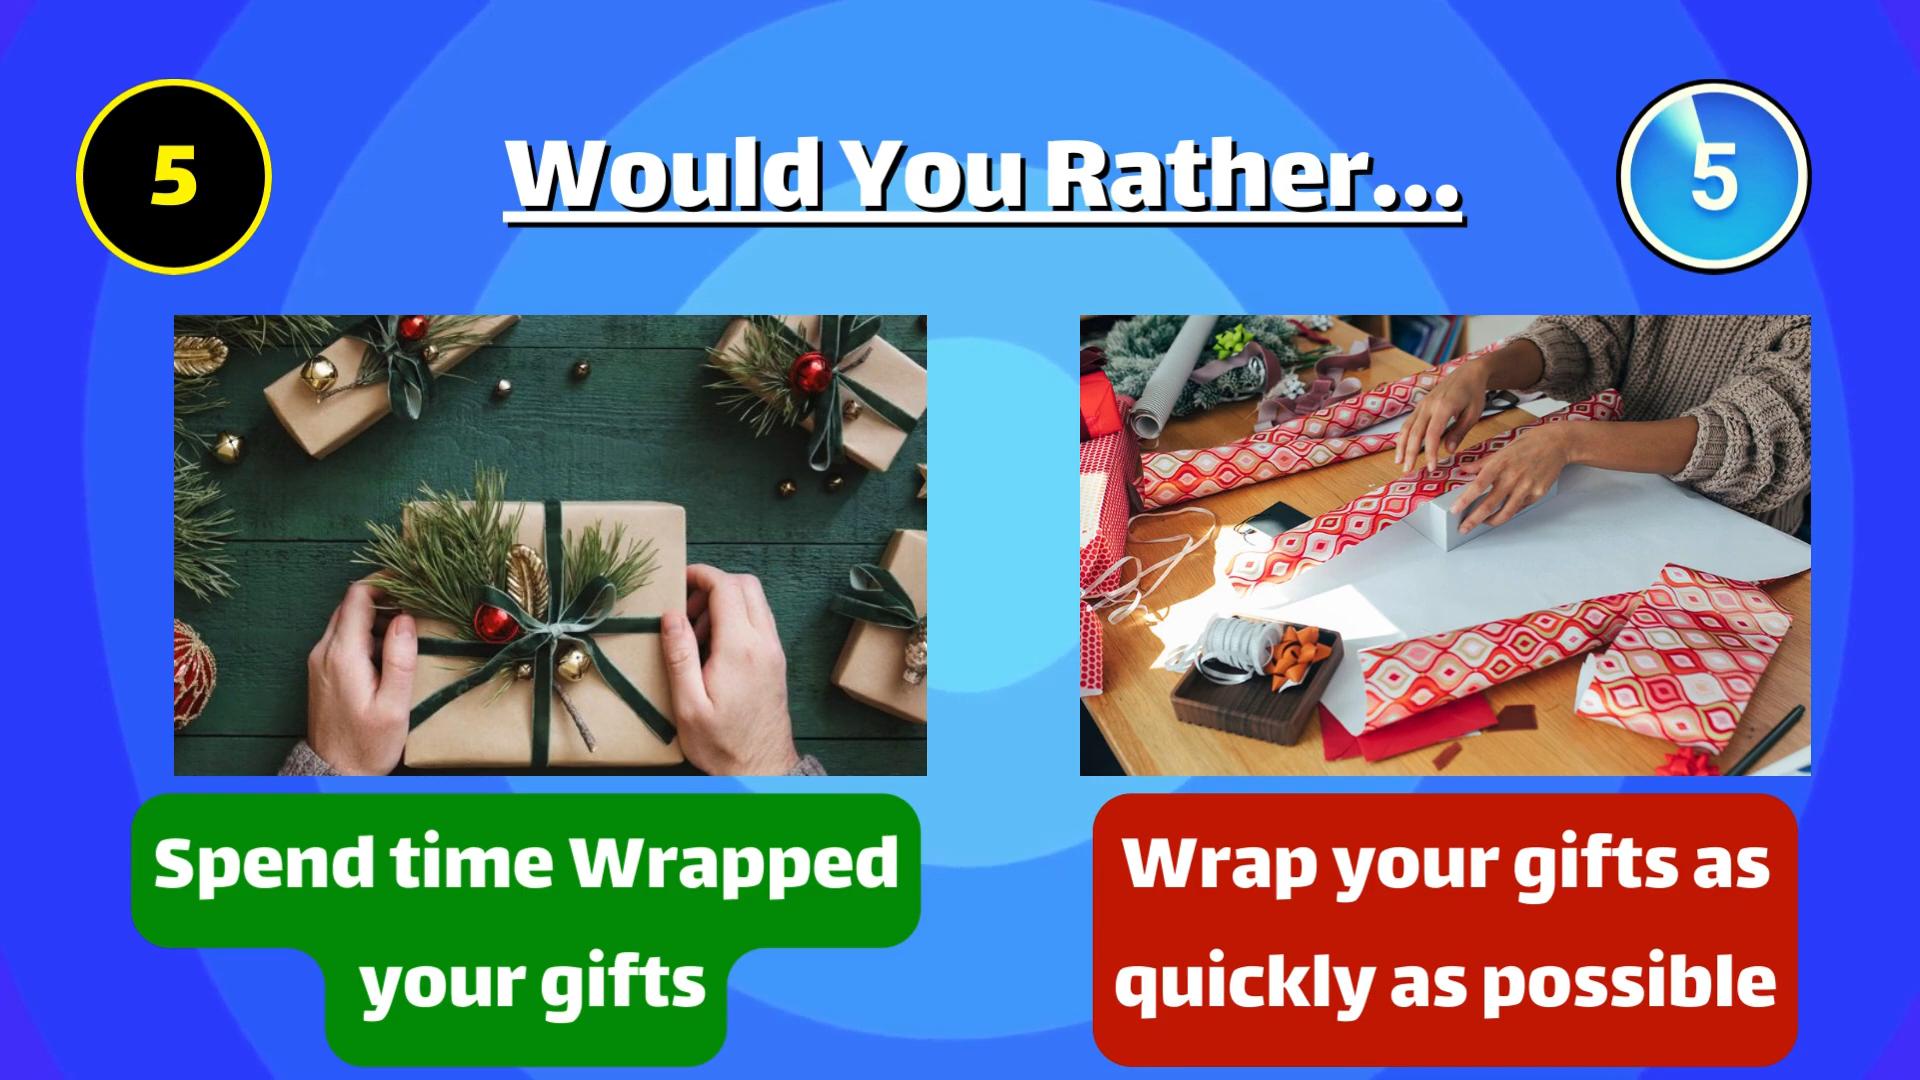 5
Would You Rather...
5
Spend time Wrapped
your gifts
Wrap your gifts as
quickly as possible